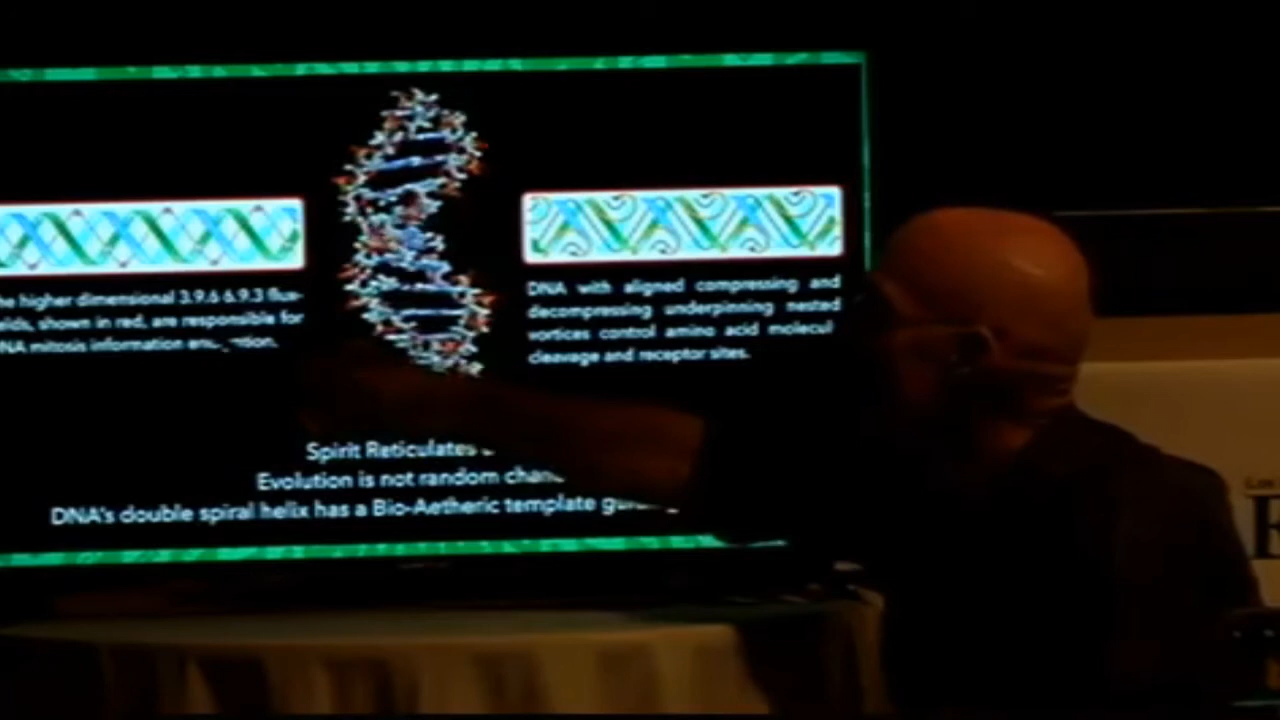 he higher dimensional 3.9.6 6.9.3 flux-
elds, shown in red, are responsible for
NA mitosis information
DNA with aligned compressing and
decompressing underpinning nested
vortices control amino acid molecul
cleavage and receptor sites.
Spirit Reticulates
Evolution is not random chan
DNA's double spiral helix has a Bio-Aetheric template